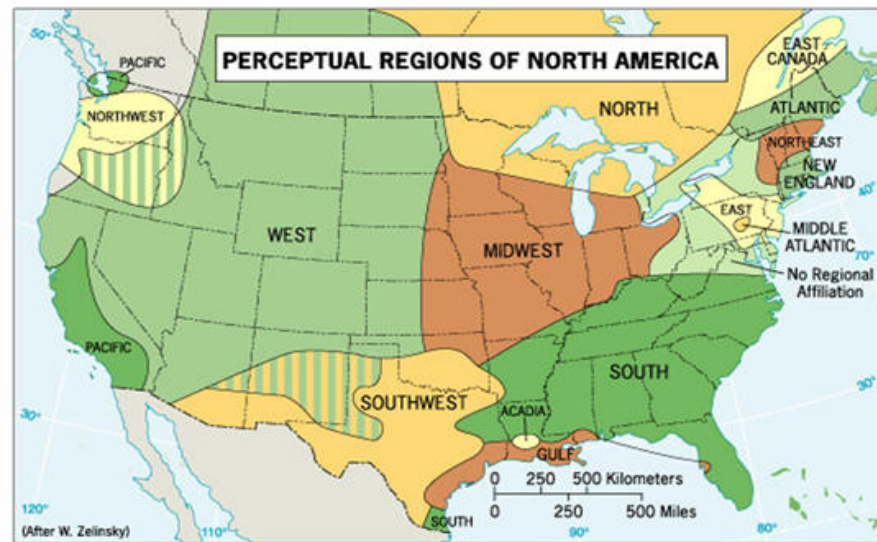 PERCEPTUAL REGIONS OF NORTH AMERICA
50°
50°
PACIFIC
NORTHWEST
NORTH
EAST
CANADA
ATLANTIC
NORTHEAST
NEW
ENGLAND
40°
EAST
WEST
MIDWEST
MIDDLE
ATLANTIC
70°
No Regional
Affiliation
40°
PACIFIC
SOUTH
SOUTHWEST
ACADIA
30°
30°
GULF
0 250 500 Kilometers
0 250 500 Miles
SOUTH
120°
(After W. Zelinsky)
110°
90°
80°